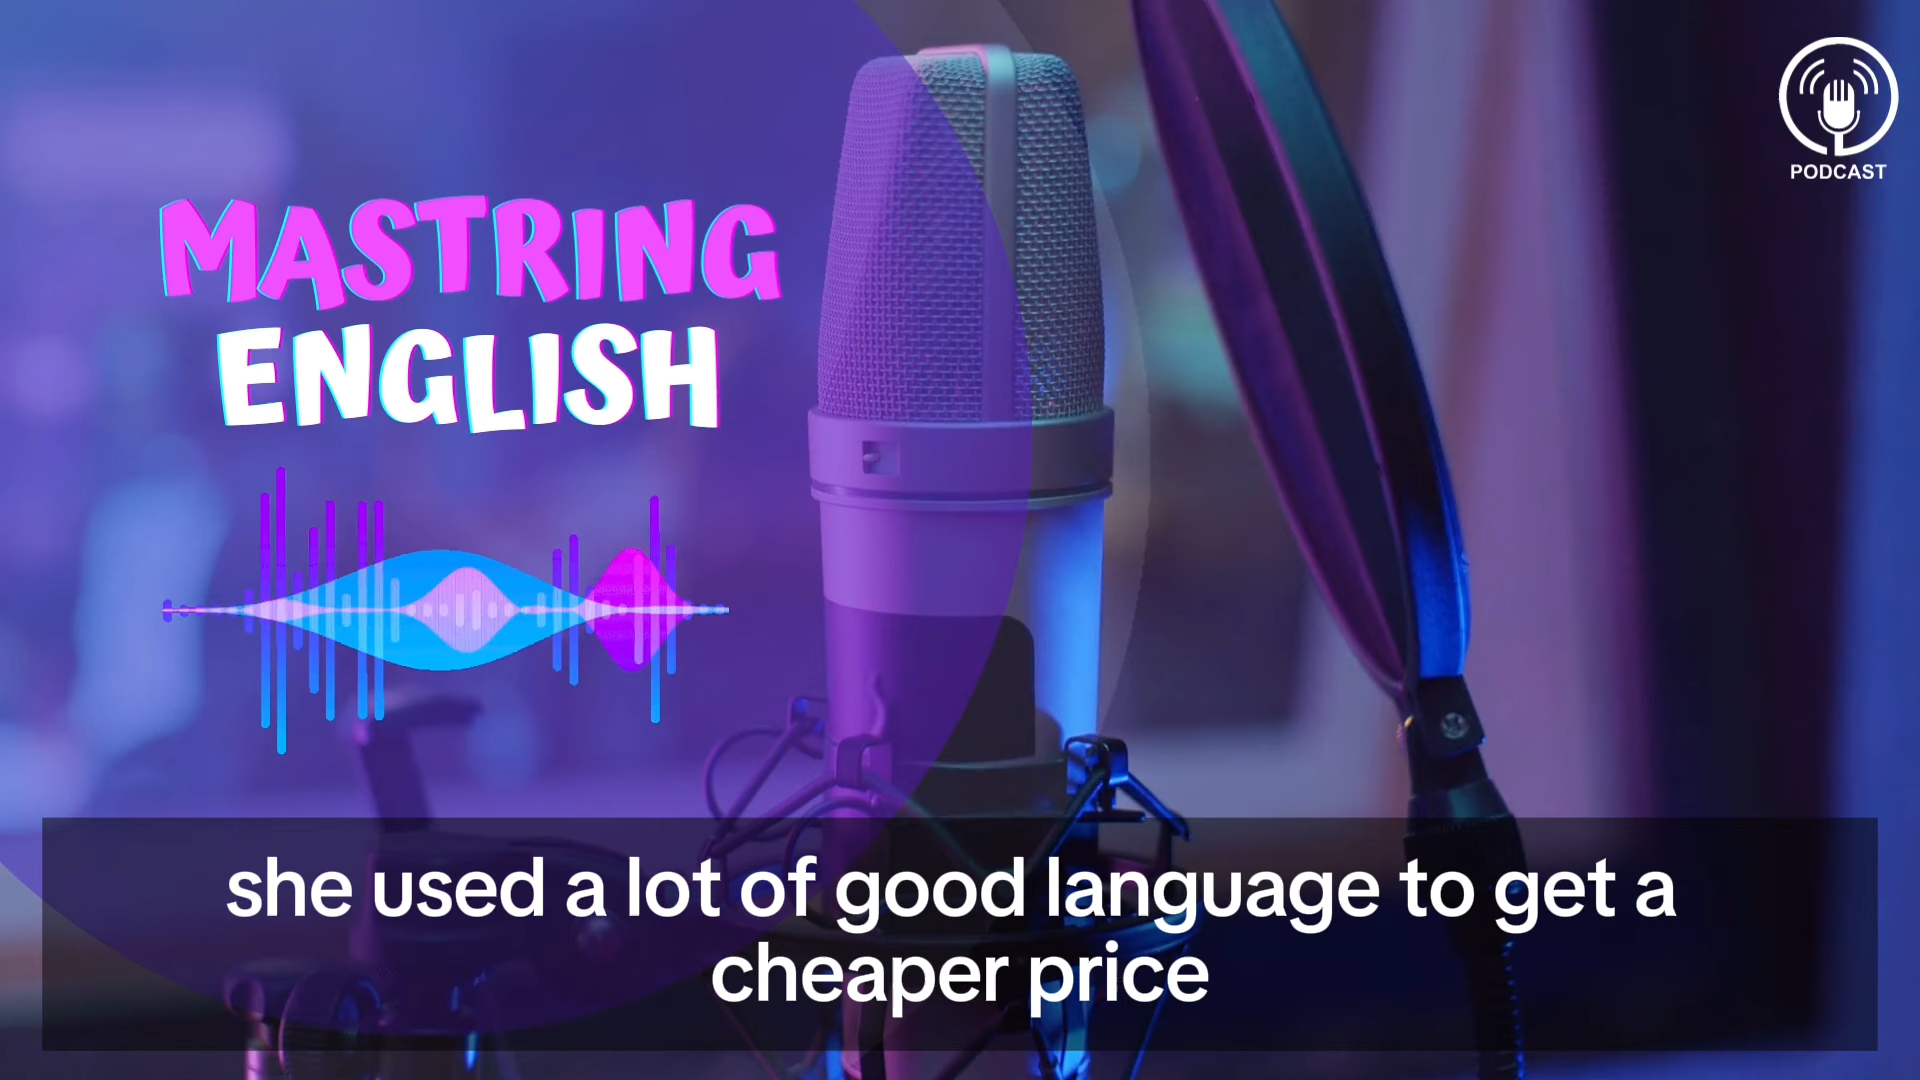 PODCAST
MASTRING
ENGLISH
she used a lot of good language to get a
cheaper price